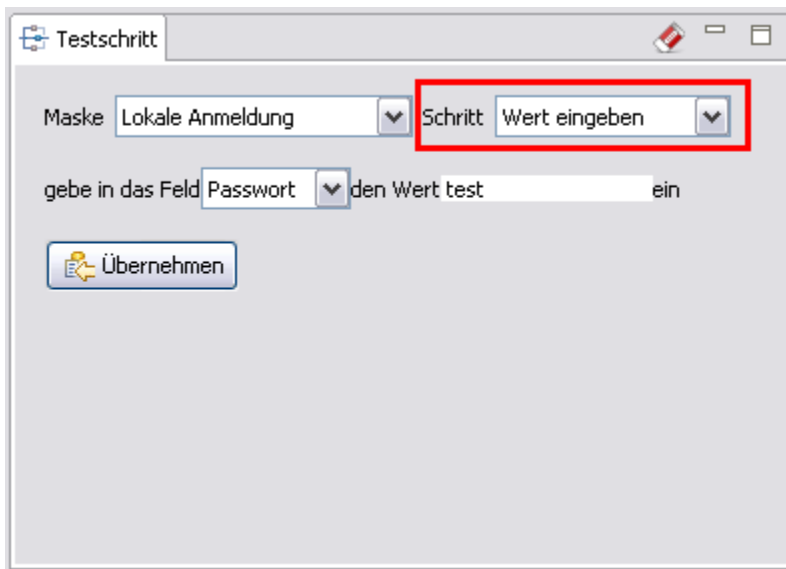 Testschritt
Maske Lokale Anmeldung Schritt Wert eingeben
gebe in das Feld Passwort den Wert test ein
Übernehmen